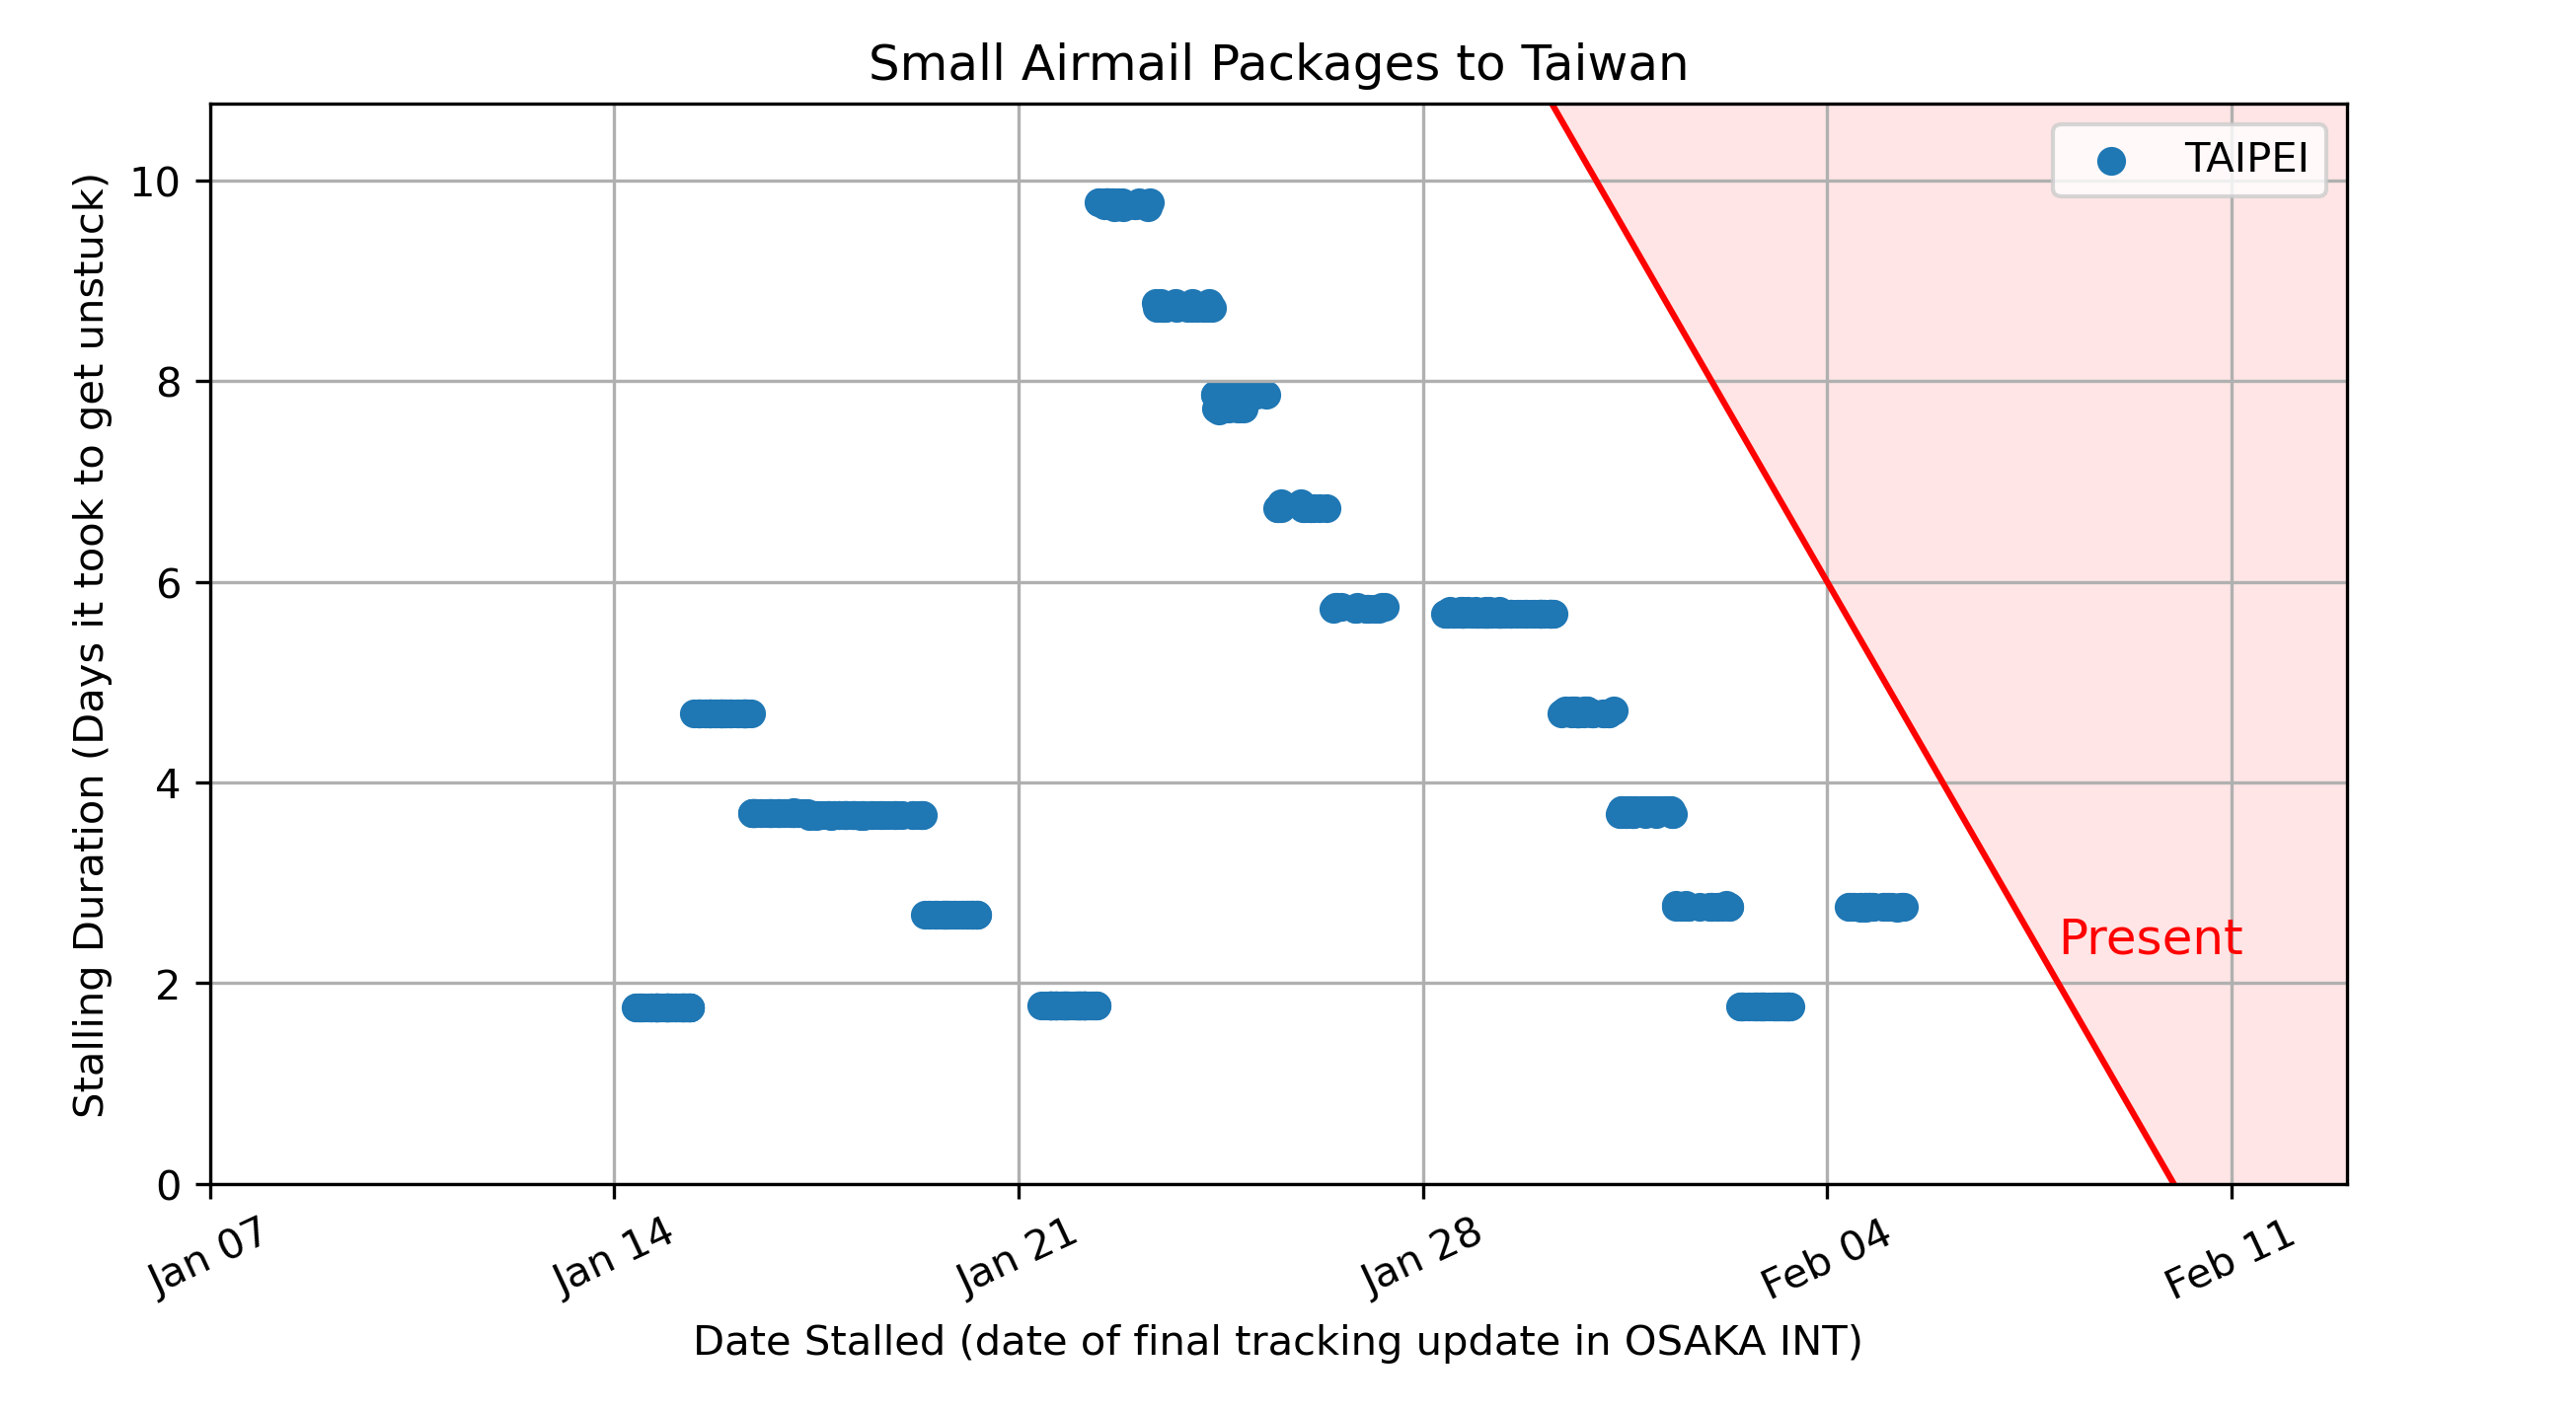 Small Airmail Packages to Taiwan
TAIPEI
Stalling Duration (Days it took to get unstuck)
10
8
6
4
2
0
Present
Jan 07
Jan 14
Jan 21
Jan 28
Feb 04
Feb 11
Date Stalled (date of final tracking update in OSAKA INT)